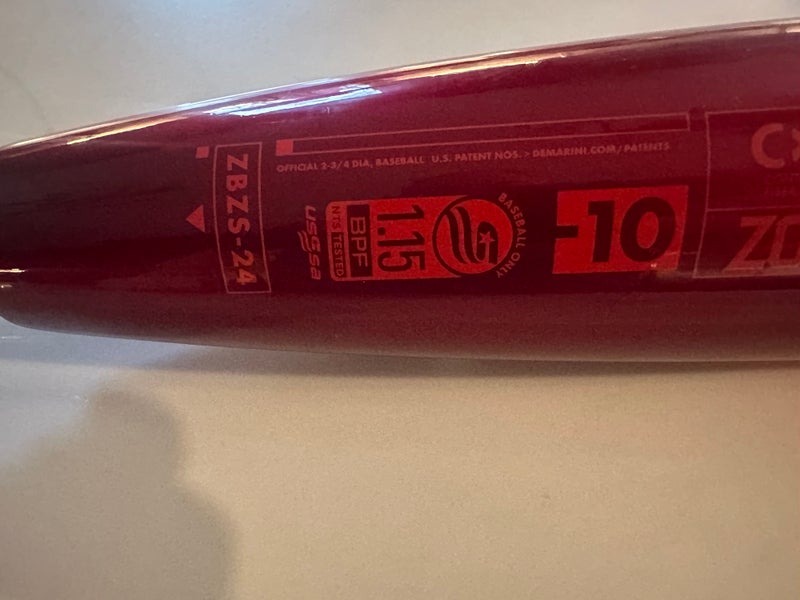 OFFICIAL 2-3/4 DIA, BASEBALL U.S. PATENT NOS. > DEMARINI.COM/PATENTS
ZBZS-24
usssa
NTS TESTED
BPF
1.15
BASEBALL ONLY
-10